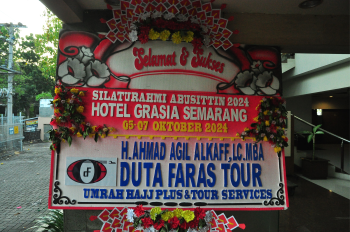 Selamat & Sukses
SILATURAHMI ABUSITTIN 2024
HOTEL GRASIA SEMARANG
05-07 OKTOBER 2024
H. AHMAD AGIL ALKAFF, LC, MBA
DUTA FARAS TOUR
UMRAH HAJJ PLUS & TOUR SERVICES